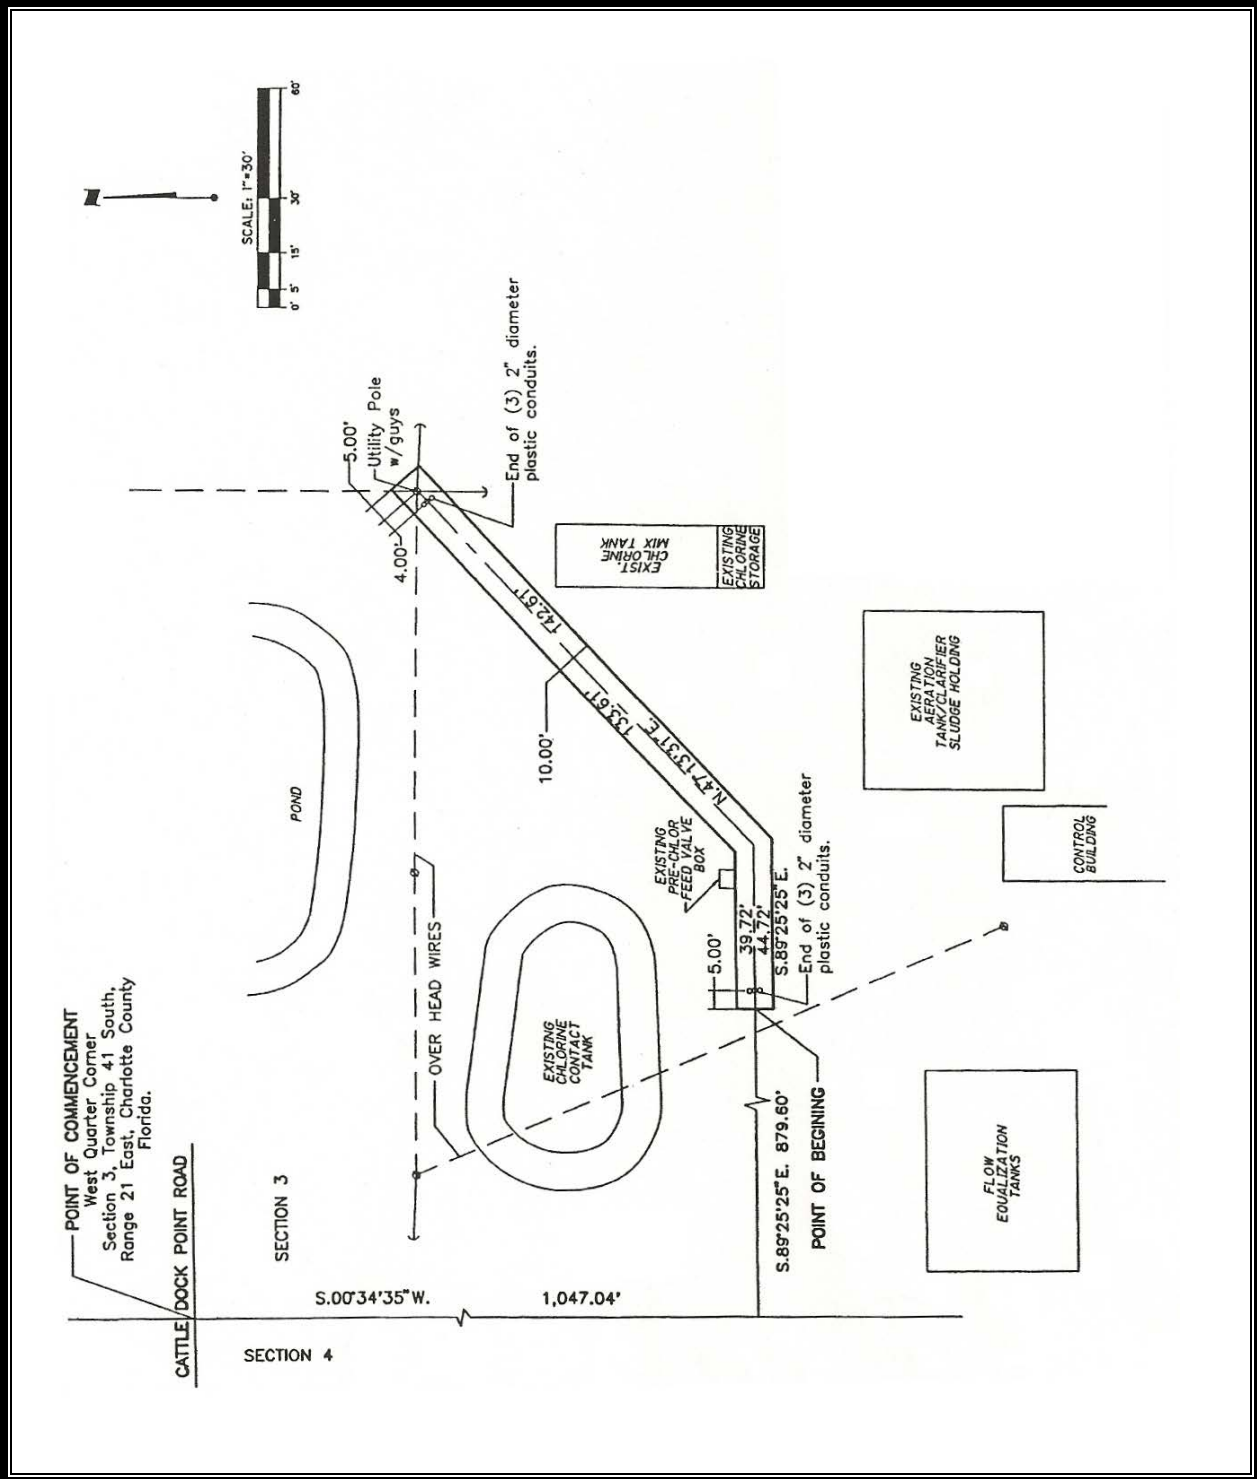 POINT OF COMMENCEMENT
West Quarter Corner
Section 3, Township 41 South,
Range 21 East, Charlotte County
Florida.
CATTLE DOCK POINT ROAD
SECTION 3
SECTION 4
S.00°34'35"W.
1,047.04'
N
SCALE: 1"=30'
0' 5' 15' 30' 60'
POND
OVER HEAD WIRES
5.00'
Utility Pole
w/guys
4.00'
End of (3) 2" diameter
plastic conduits.
EXIST.
CHLORINE
MIX TANK
EXISTING
CHLORINE
STORAGE
142.61'
133.61'
N.47°13'31"E.
10.00'
EXISTING
PRE-CHLOR
FEED VALVE
BOX
EXISTING
CHLORINE
CONTACT
TANK
5.00'
39.72'
44.72'
S.89°25'25"E.
End of (3) 2" diameter
plastic conduits.
S.89°25'25"E. 879.60'
POINT OF BEGINING
EXISTING
AERATION
TANK/CLARIFIER
SLUDGE HOLDING
CONTROL
BUILDING
FLOW
EQUALIZATION
TANKS